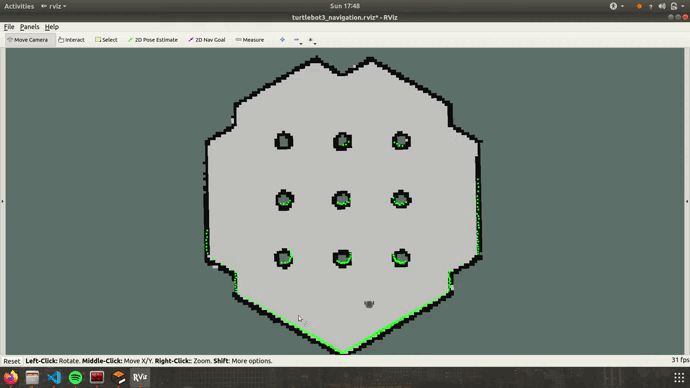 Activities rviz Sun 17:48
turtlebot3_navigation.rviz* - RViz
File Panels Help
Move Camera Interact Select 2D Pose Estimate 2D Nav Goal Measure
Reset Left-Click: Rotate. Middle-Click: Move X/Y. Right-Click:: Zoom. Shift: More options. 31 fps
RViz